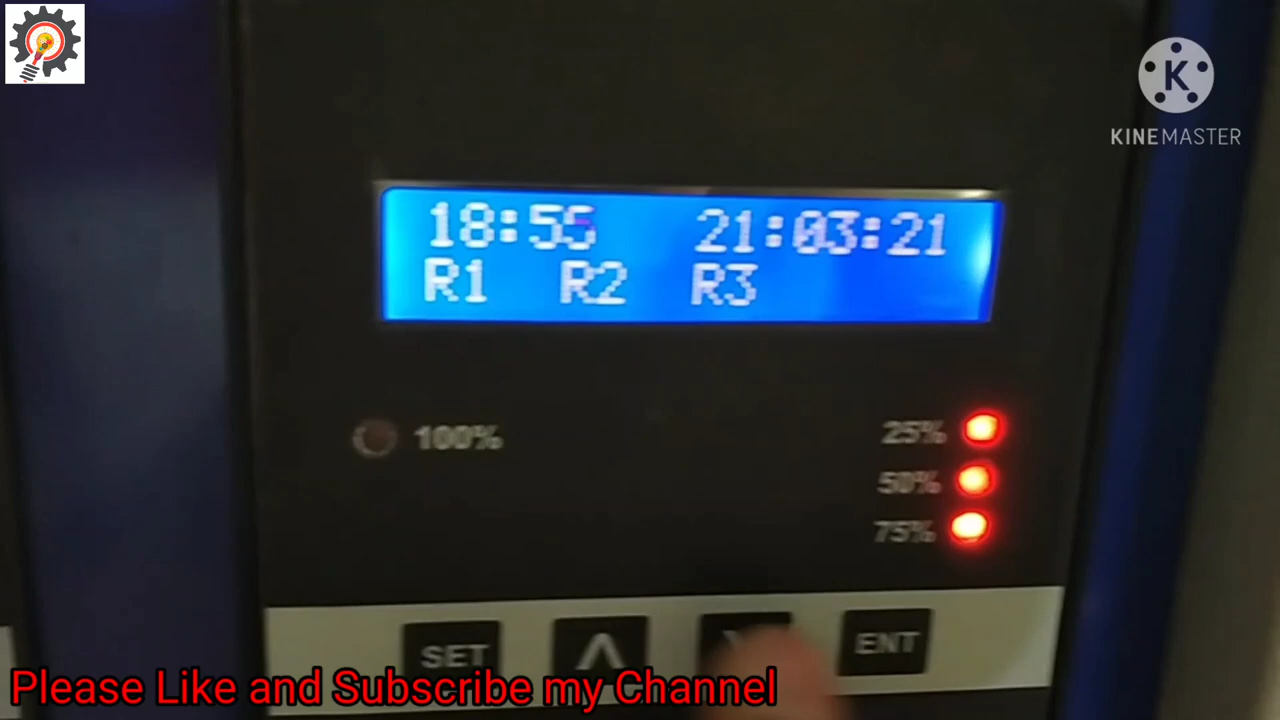 KINEMASTER
18:55 21:03:21
R1 R2 R3
100%
25%
50%
75%
SET
ENT
Please Like and Subscribe my Channel